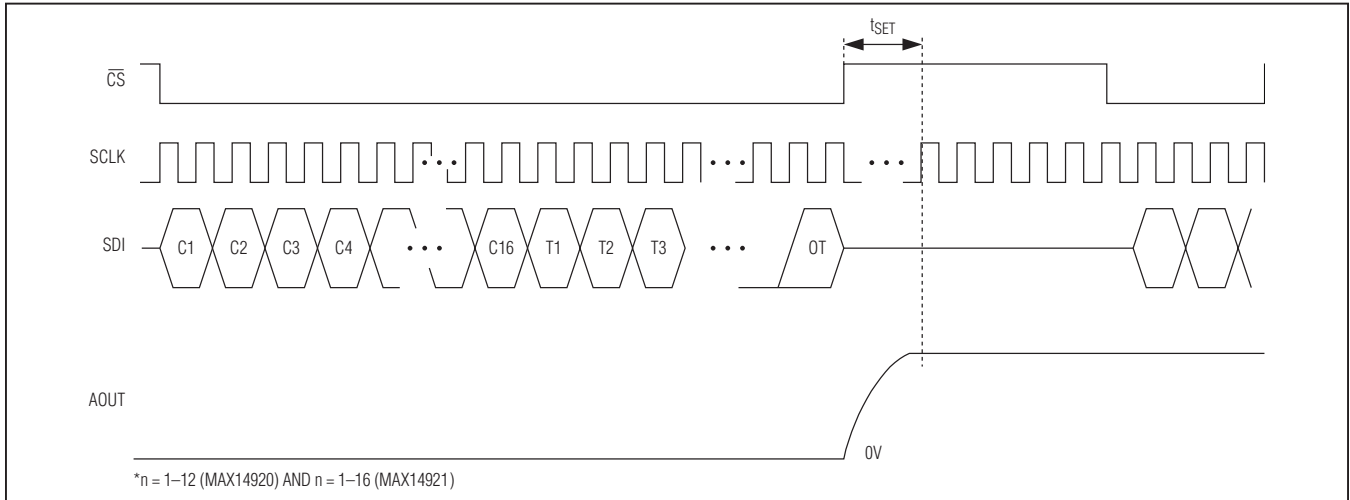 tSET
CS
SCLK
SDI C1 C2 C3 C4 ••• C16 T1 T2 T3 ••• OT
AOUT
0V
*n = 1–12 (MAX14920) AND n = 1–16 (MAX14921)